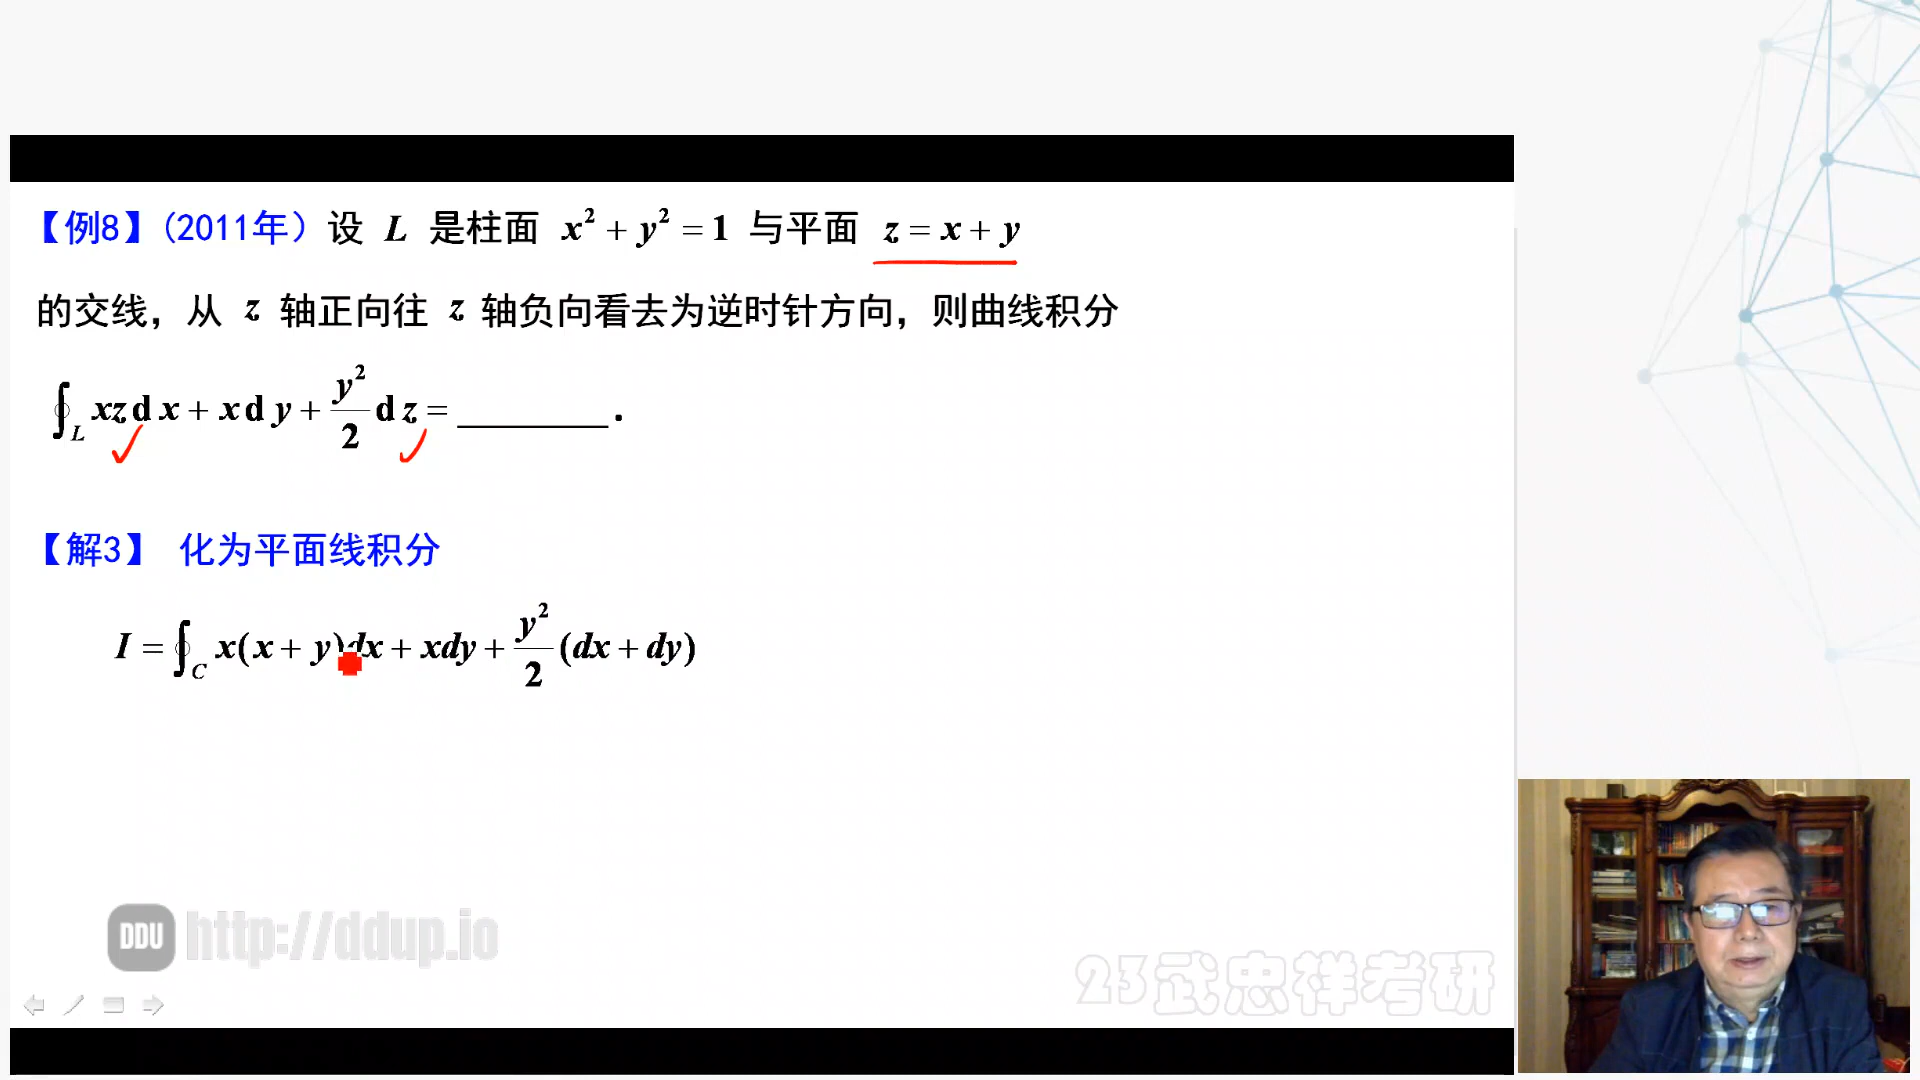 【例8】(2011年）设 L 是柱面 x² + y² = 1 与平面 z = x + y
的交线，从 z 轴正向往 z 轴负向看去为逆时针方向，则曲线积分
∮_L xzdx + xdy + y²/2 dz = ________.
【解3】 化为平面线积分
I = ∮_C x(x + y)dx + xdy + y²/2 (dx + dy)
DDU http://ddup.io
23武忠祥考研